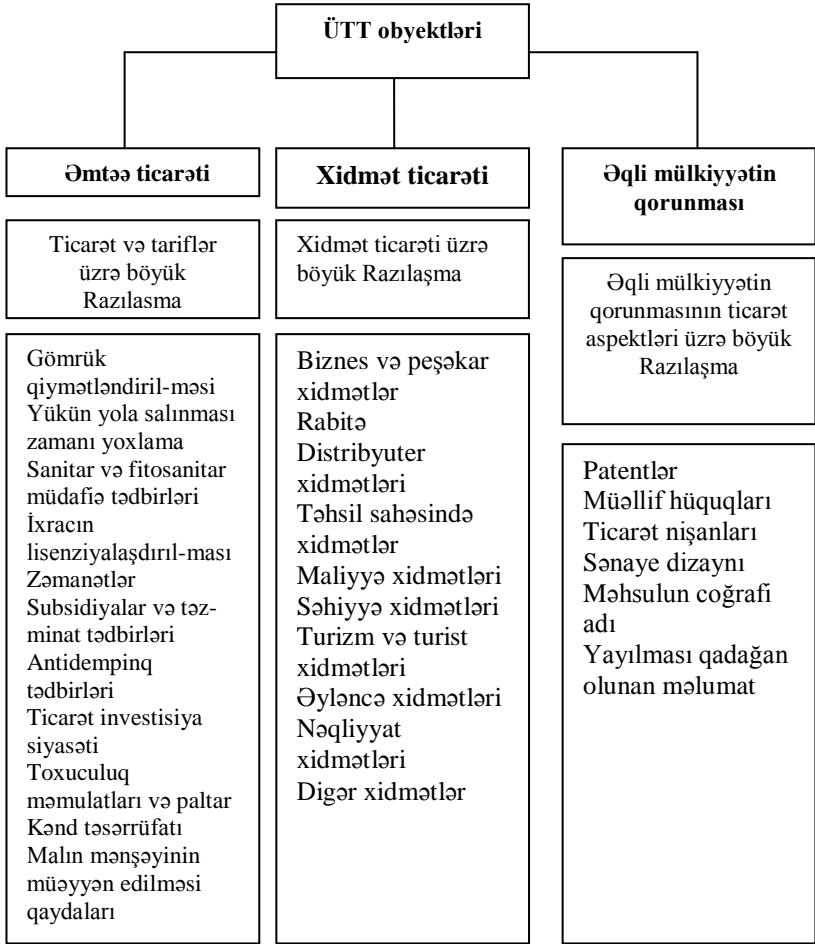 ÜTT obyektləri
Əmtəə ticarəti
Ticarət və tariflər
üzrə böyük
Razılasma
Gömrük
qiymətləndiril-məsi
Yükün yola salınması
zamanı yoxlama
Sanitar və fitosanitar
müdafiə tədbirləri
İxracın
lisenziyalaşdırıl-ması
Zəmanətlər
Subsidiyalar və təz-
minat tədbirləri
Antidempinq
tədbirləri
Ticarət investisiya
siyasəti
Toxuculuq
məmulatları və paltar
Kənd təsərrüfatı
Malın mənşəyinin
müəyyən edilməsi
qaydaları
Xidmət ticarəti
Xidmət ticarəti üzrə
böyük Razılaşma
Biznes və peşəkar
xidmətlər
Rabitə
Distribyuter
xidmətləri
Təhsil sahəsində
xidmətlər
Maliyyə xidmətləri
Səhiyyə xidmətləri
Turizm və turist
xidmətləri
Əyləncə xidmətləri
Nəqliyyat
xidmətləri
Digər xidmətlər
Əqli mülkiyyətin
qorunması
Əqli mülkiyyətin
qorunmasının ticarət
aspektləri üzrə böyük
Razılaşma
Patentlər
Müəllif hüquqları
Ticarət nişanları
Sənaye dizaynı
Məhsulun coğrafi
adı
Yayılması qadağan
olunan məlumat